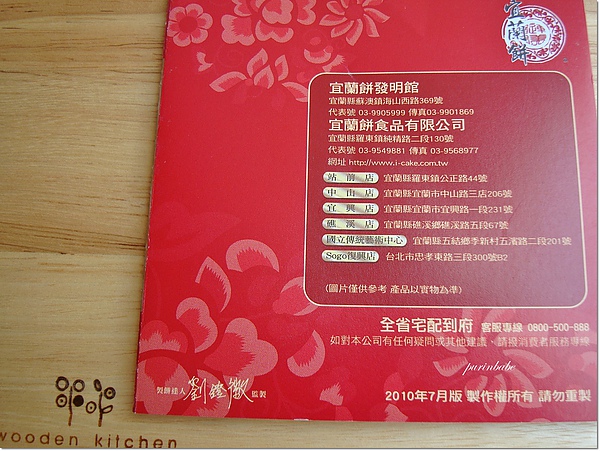 宜蘭餅
宜蘭餅發明館
宜蘭縣蘇澳鎮海山西路369號
代表號 03-9905999 傳真03-9901869
宜蘭餅食品有限公司
宜蘭縣羅東鎮純精路二段130號
代表號 03-9549881 傳真 03-9568977
網址 http://www.i-cake.com.tw
站前店 宜蘭縣羅東鎮公正路44號
中山店 宜蘭縣宜蘭市中山路三店206號
宜興店 宜蘭縣宜蘭市宜興路一段231號
礁溪店 宜蘭縣礁溪鄉礁溪路五段67號
國立傳統藝術中心 宜蘭縣五結鄉季新村五濱路二段201號
Sogo復興店 台北市忠孝東路三段300號B2
(圖片僅供參考 產品以實物為準)
全省宅配到府 客服專線 0800-500-888
如對本公司有任何疑問或其他建議，請撥消費者服務專線
purinbabe
製餅達人 劉鐙徽 監製
2010年7月版 製作權所有 請勿重製
wooden kitchen